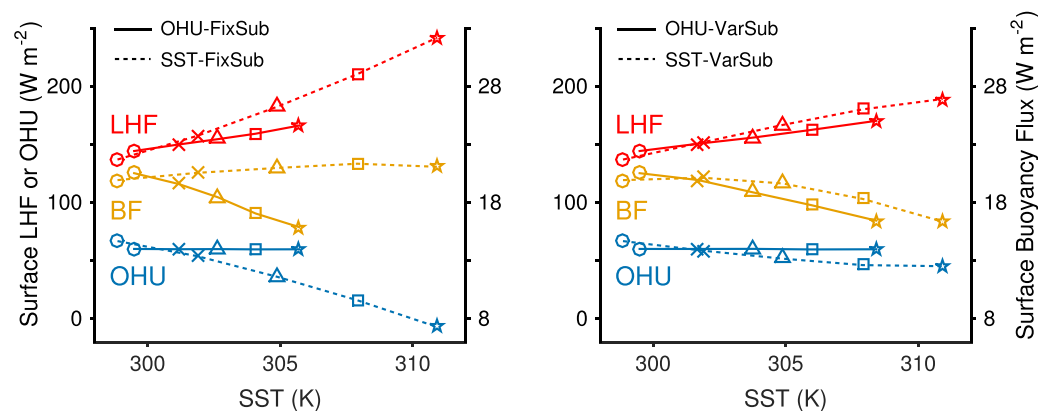 Surface LHF or OHU (W m-2)
OHU-FixSub
SST-FixSub
200
100
0
28
18
8
LHF
BF
OHU
300
305
310
SST (K)
OHU-VarSub
SST-VarSub
200
100
0
28
18
8
LHF
BF
OHU
300
305
310
SST (K)
Surface Buoyancy Flux (W m-2)